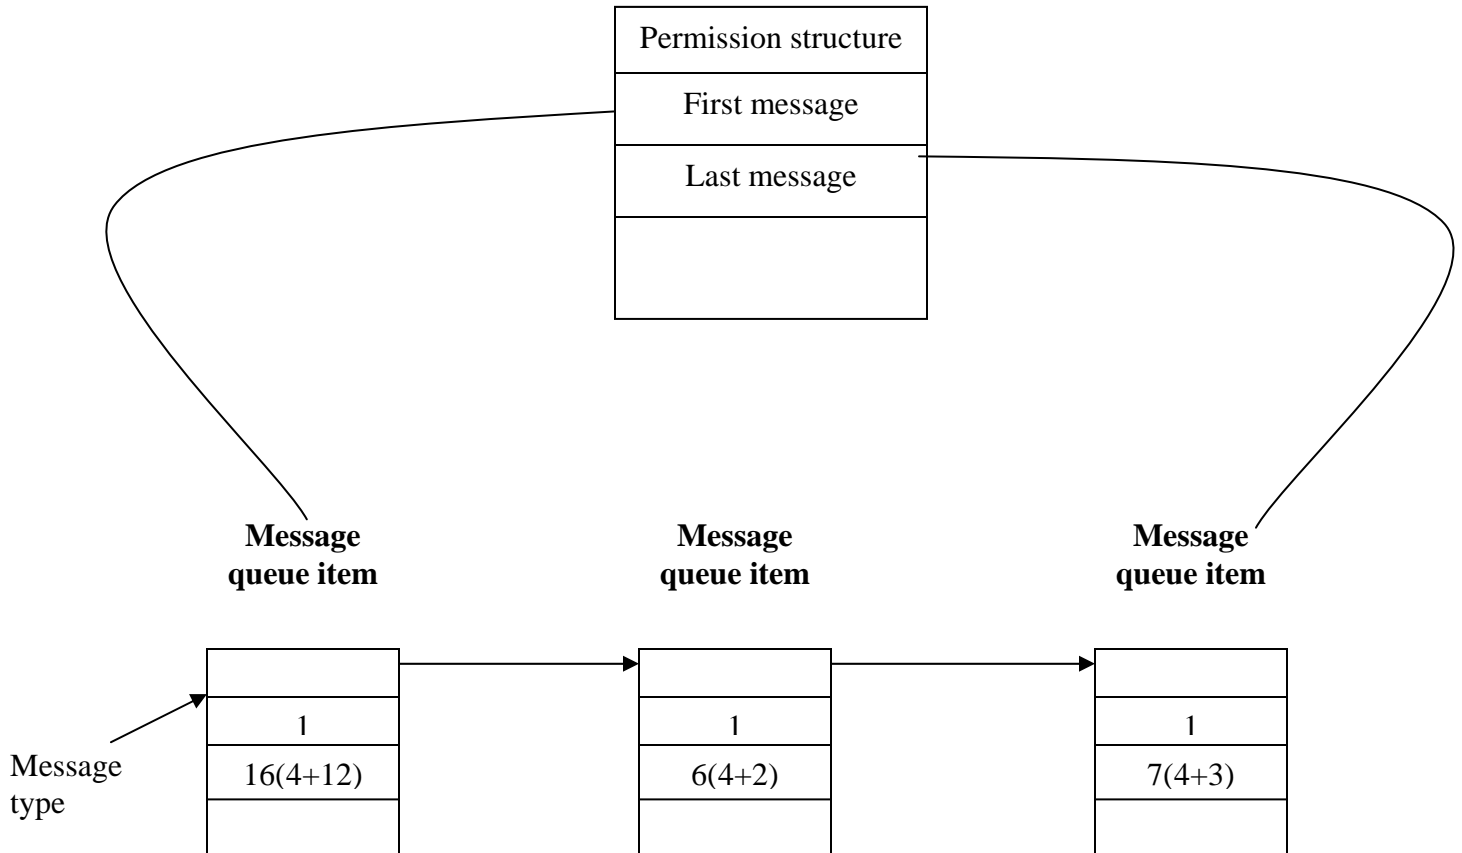 Permission structure
First message
Last message
Message
queue item
Message
queue item
Message
queue item
1
1
1
16(4+12)
6(4+2)
7(4+3)
Message
type